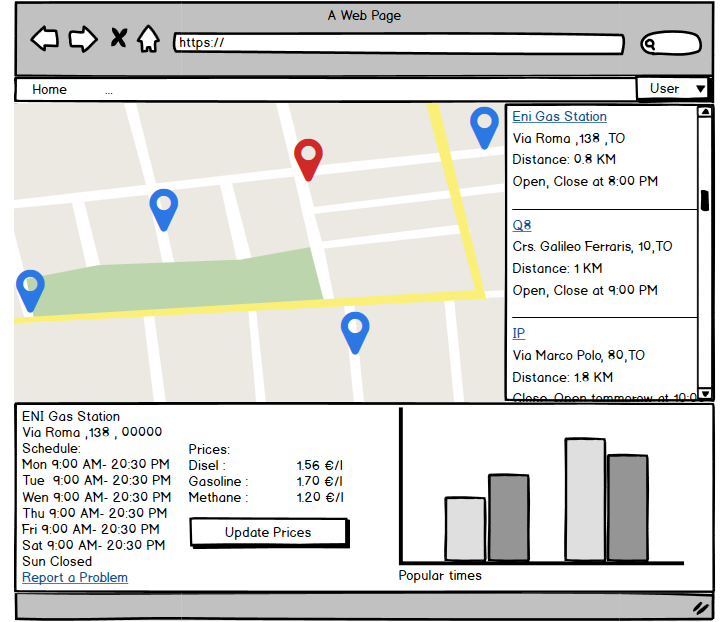 A Web Page
https://
Home ...
User
Eni Gas Station
Via Roma ,138 ,TO
Distance: 0.8 KM
Open, Close at 8:00 PM
Q8
Crs. Galileo Ferraris, 10,TO
Distance: 1 KM
Open, Close at 9:00 PM
IP
Via Marco Polo, 80,TO
Distance: 1.8 KM
Close, Open tommorow at 10:0
ENI Gas Station
Via Roma ,138 , 00000
Schedule:
Mon 9:00 AM- 20:30 PM
Tue 9:00 AM- 20:30 PM
Wen 9:00 AM- 20:30 PM
Thu 9:00 AM- 20:30 PM
Fri 9:00 AM- 20:30 PM
Sat 9:00 AM- 20:30 PM
Sun Closed
Report a Problem
Prices:
Disel : 1.56 €/l
Gasoline : 1.70 €/l
Methane : 1.20 €/l
Update Prices
Popular times